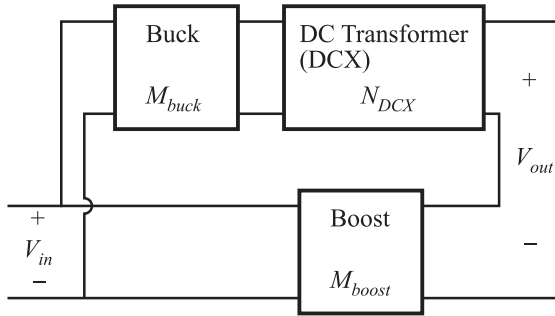 Buck
M_buck
DC Transformer
(DCX)
N_DCX
+
V_out
−
Boost
M_boost
+
V_in
−